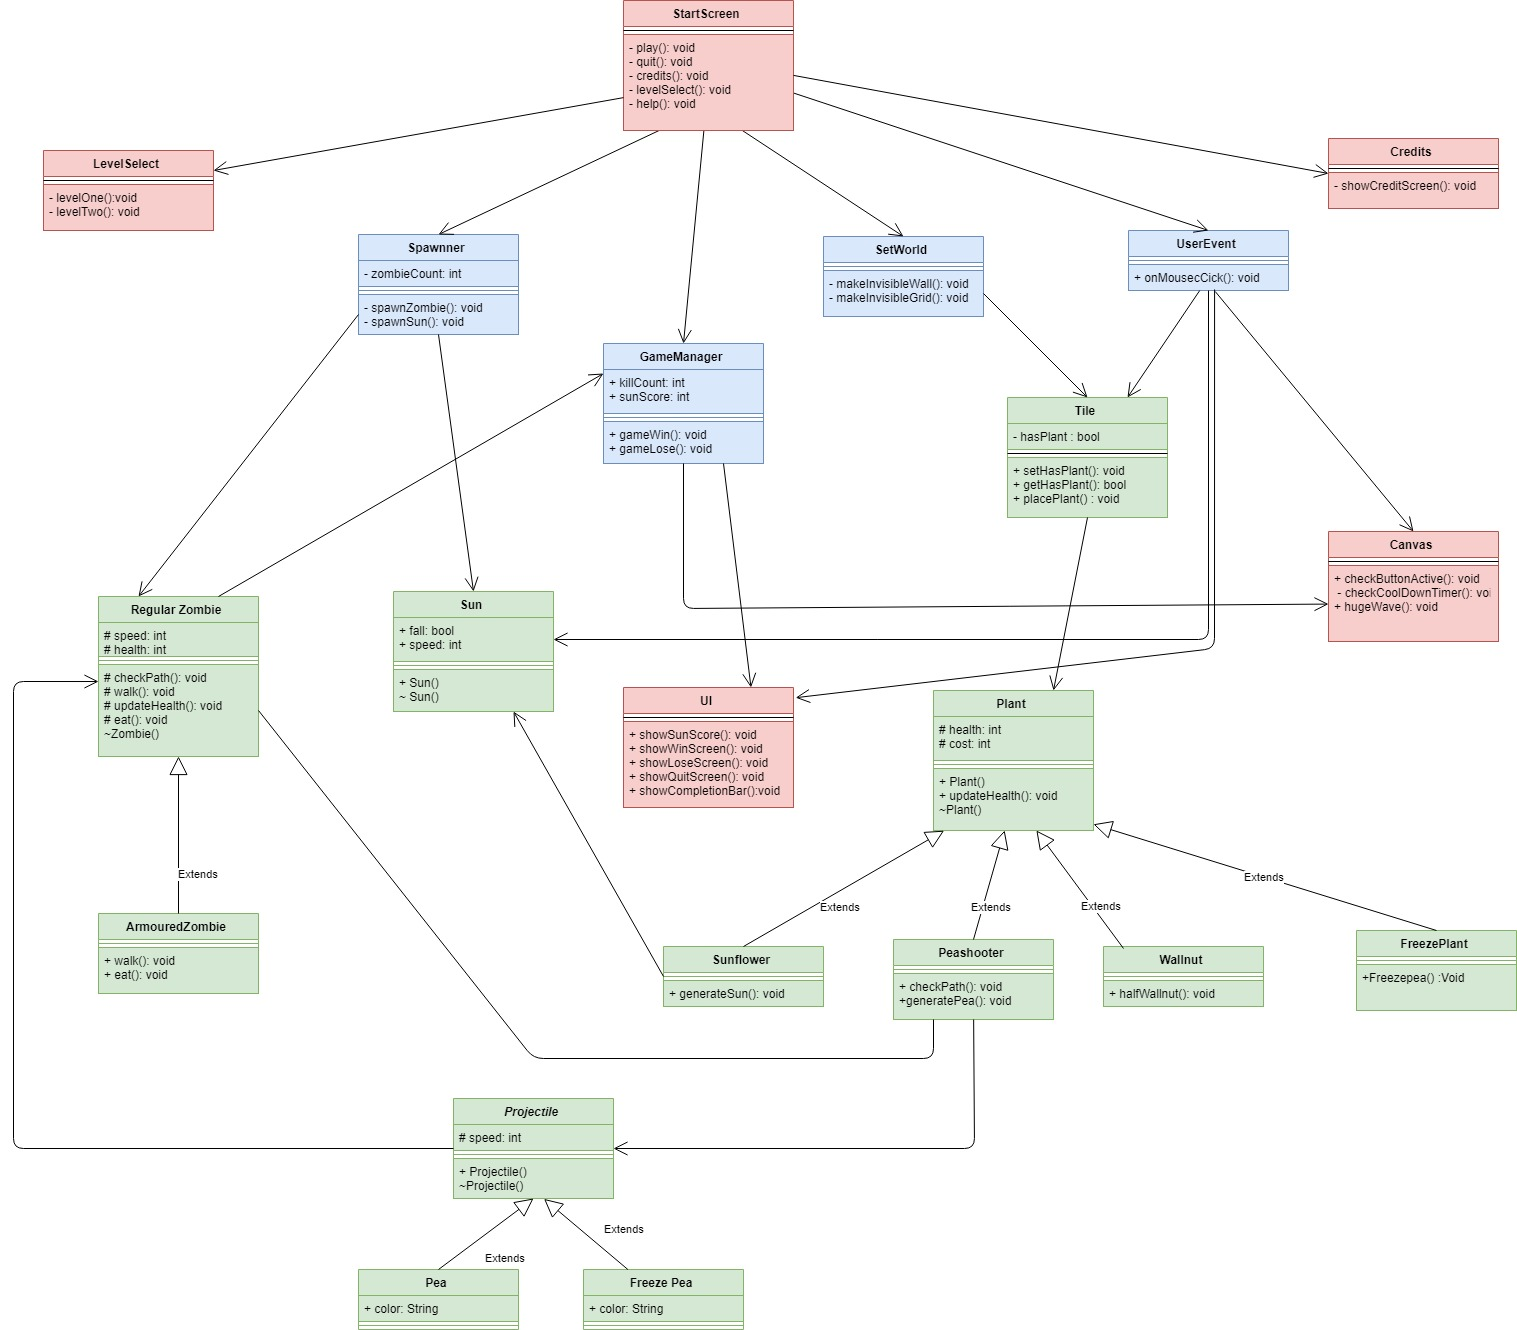 StartScreen
- play(): void
- quit(): void
- credits(): void
- levelSelect(): void
- help(): void
LevelSelect
- levelOne():void
- levelTwo(): void
Credits
- showCreditScreen(): void
Spawnner
- zombieCount: int
- spawnZombie(): void
- spawnSun(): void
SetWorld
- makeInvisibleWall(): void
- makeInvisibleGrid(): void
UserEvent
+ onMousecCick(): void
GameManager
+ killCount: int
+ sunScore: int
+ gameWin(): void
+ gameLose(): void
Tile
- hasPlant : bool
+ setHasPlant(): void
+ getHasPlant(): bool
+ placePlant() : void
Canvas
+ checkButtonActive(): void
- checkCoolDownTimer(): voi
+ hugeWave(): void
Regular Zombie
# speed: int
# health: int
# checkPath(): void
# walk(): void
# updateHealth(): void
# eat(): void
~Zombie()
Sun
+ fall: bool
+ speed: int
+ Sun()
~ Sun()
UI
+ showSunScore(): void
+ showWinScreen(): void
+ showLoseScreen(): void
+ showQuitScreen(): void
+ showCompletionBar():void
Plant
# health: int
# cost: int
+ Plant()
+ updateHealth(): void
~Plant()
Extends
Extends
Extends
Extends
Extends
ArmouredZombie
+ walk(): void
+ eat(): void
Sunflower
+ generateSun(): void
Peashooter
+ checkPath(): void
+generatePea(): void
Wallnut
+ halfWallnut(): void
FreezePlant
+Freezepea() :Void
Projectile
# speed: int
+ Projectile()
~Projectile()
Extends
Extends
Pea
+ color: String
Freeze Pea
+ color: String